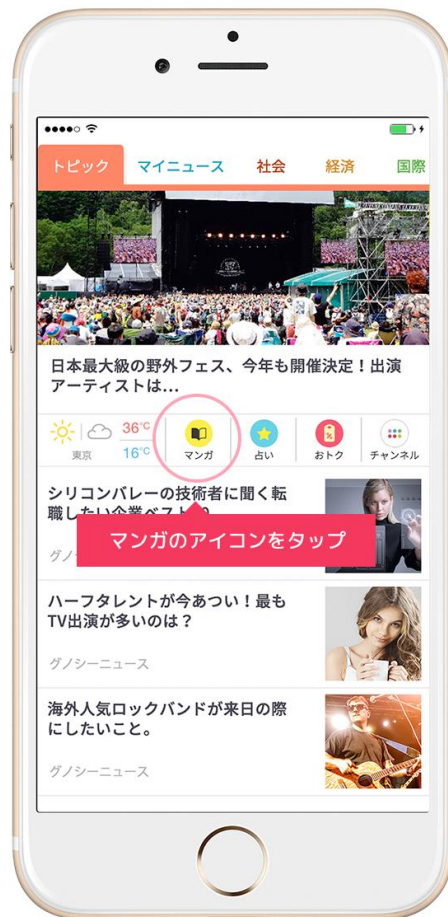 トピック マイニュース 社会 経済 国際
日本最大級の野外フェス、今年も開催決定！出演
アーティストは...
36°C
16°C
東京 マンガ 占い おトク チャンネル
シリコンバレーの技術者に聞く転
職したい企業ベスト
マンガのアイコンをタップ
グノ
ハーフタレントが今あつい！最も
TV出演が多いのは？
グノシーニュース
海外人気ロックバンドが来日の際
にしたいこと。
グノシーニュース